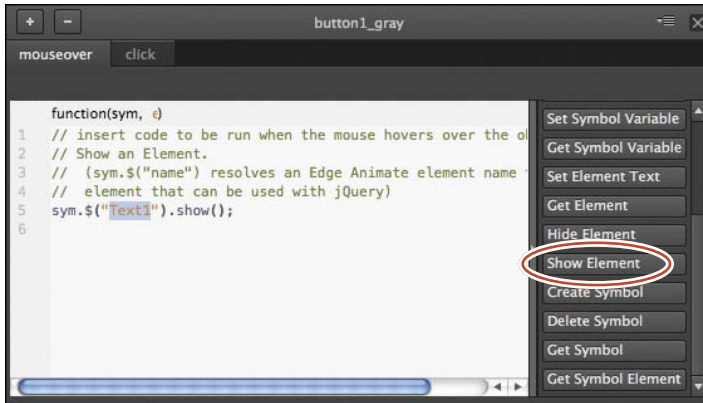 + - button1_gray
mouseover click
function(sym, e)
1 // insert code to be run when the mouse hovers over the ob
2 // Show an Element.
3 // (sym.$("name") resolves an Edge Animate element name
4 // element that can be used with jQuery)
5 sym.$("Text1").show();
6
Set Symbol Variable
Get Symbol Variable
Set Element Text
Get Element
Hide Element
Show Element
Create Symbol
Delete Symbol
Get Symbol
Get Symbol Element